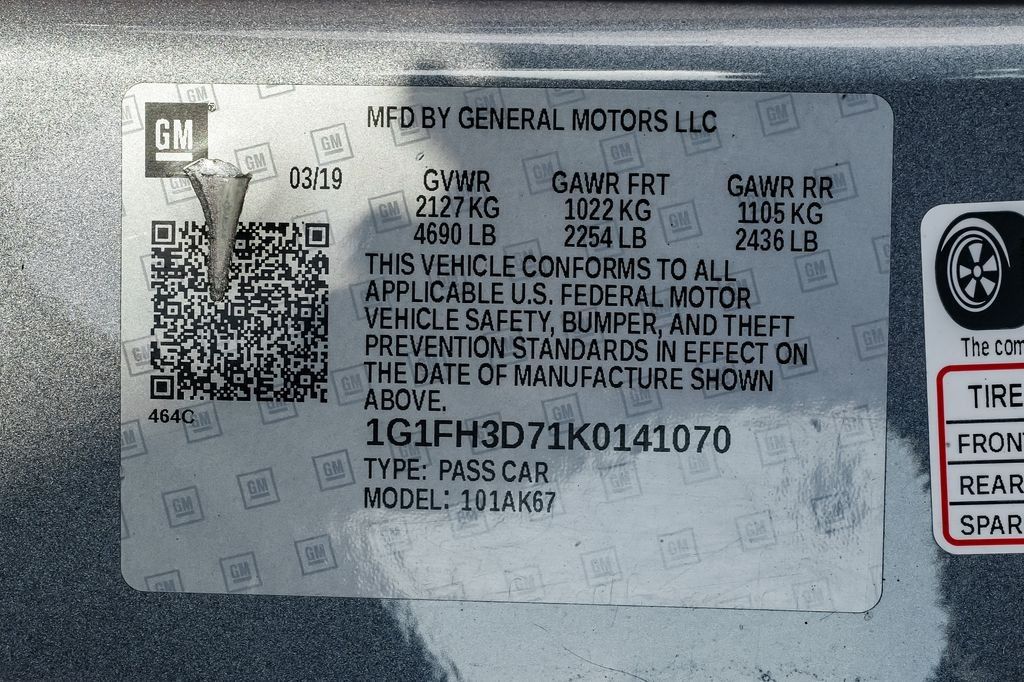 GM
MFD BY GENERAL MOTORS LLC
03/19
GVWR GAWR FRT GAWR RR
2127 KG 1022 KG 1105 KG
4690 LB 2254 LB 2436 LB
THIS VEHICLE CONFORMS TO ALL
APPLICABLE U.S. FEDERAL MOTOR
VEHICLE SAFETY, BUMPER, AND THEFT
PREVENTION STANDARDS IN EFFECT ON
THE DATE OF MANUFACTURE SHOWN
ABOVE.
464C
1G1FH3D71K0141070
TYPE: PASS CAR
MODEL: 101AK67
The com
TIRE
FRON
REAR
SPAR